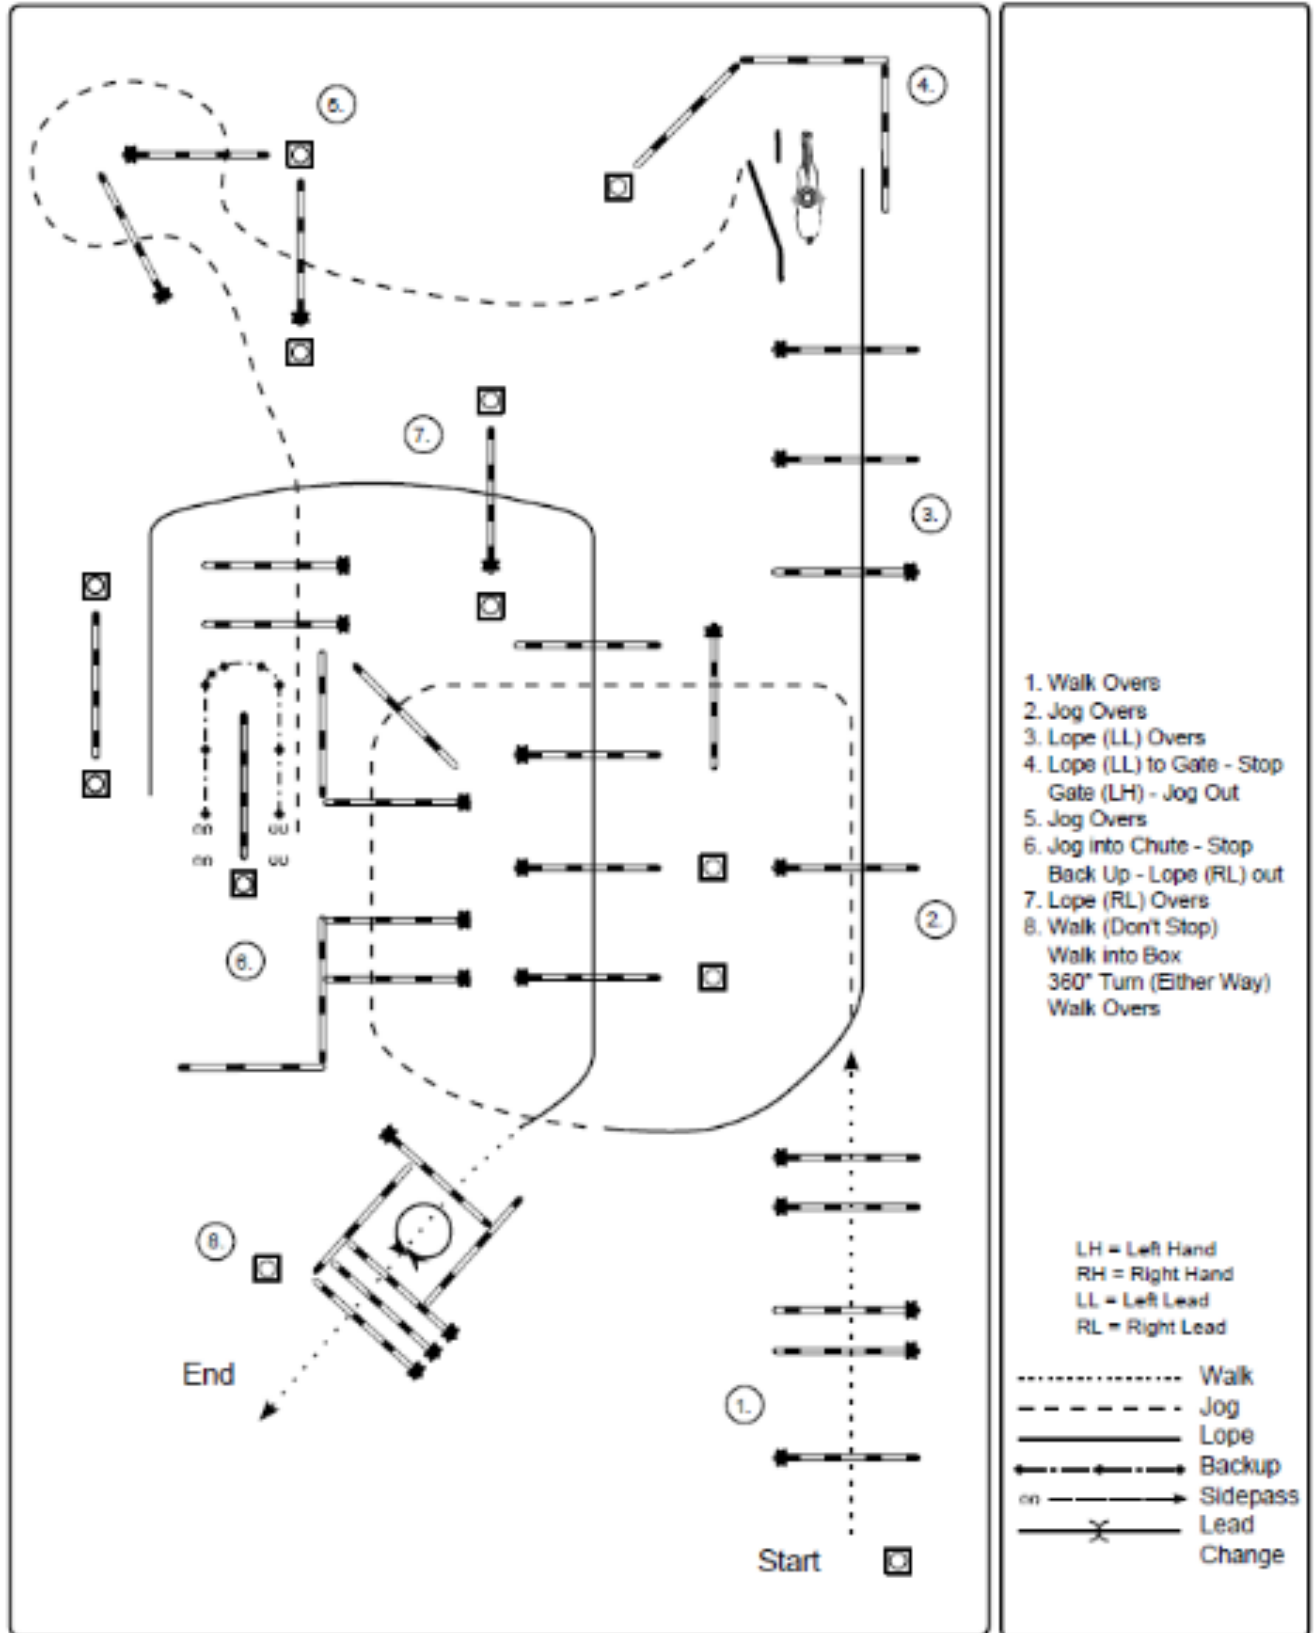 5.
4.
7.
3.
2.
6.
8.
End
1.
Start
1. Walk Overs
2. Jog Overs
3. Lope (LL) Overs
4. Lope (LL) to Gate - Stop
Gate (LH) - Jog Out
5. Jog Overs
6. Jog into Chute - Stop
Back Up - Lope (RL) out
7. Lope (RL) Overs
8. Walk (Don't Stop)
Walk into Box
360° Turn (Either Way)
Walk Overs
LH = Left Hand
RH = Right Hand
LL = Left Lead
RL = Right Lead
Walk
Jog
Lope
Backup
Sidepass
Lead
Change